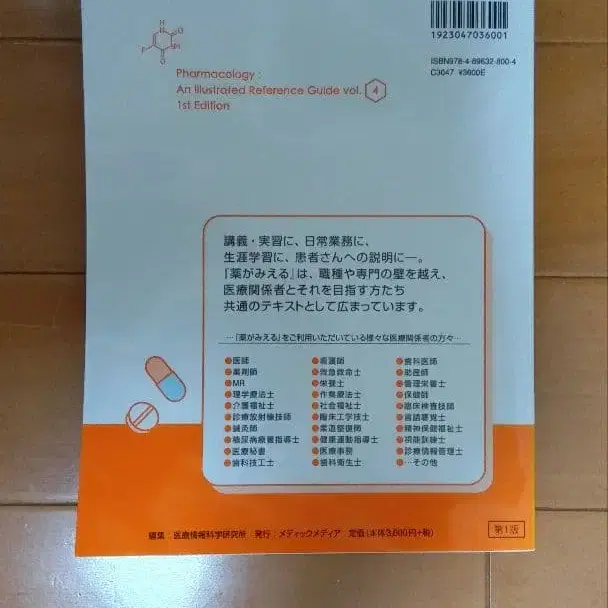 1923047036001
ISBN978-4-89632-800-4
C3047 ¥3600E
Pharmacology :
An Illustrated Reference Guide vol. 4
1st Edition
講義・実習に、日常業務に、
生涯学習に、患者さんへの説明に―。
『薬がみえる』は、職種や専門の壁を越え、
医療関係者とそれを目指す方たち
共通のテキストとして広まっています。
…『薬がみえる』をご利用いただいている様々な医療関係者の方々…
●医師 ●看護師 ●歯科医師
●薬剤師 ●救急救命士 ●助産師
●MR ●栄養士 ●管理栄養士
●理学療法士 ●作業療法士 ●保健師
●介護福祉士 ●社会福祉士 ●臨床検査技師
●診療放射線技師 ●臨床工学技士 ●言語聴覚士
●鍼灸師 ●柔道整復師 ●精神保健福祉士
●糖尿病療養指導士 ●健康運動指導士 ●視能訓練士
●医療秘書 ●医療事務 ●診療情報管理士
●歯科技工士 ●歯科衛生士 ●…その他
編集：医療情報科学研究所 発行：メディックメディア 定価(本体3,600円+税)
第1版